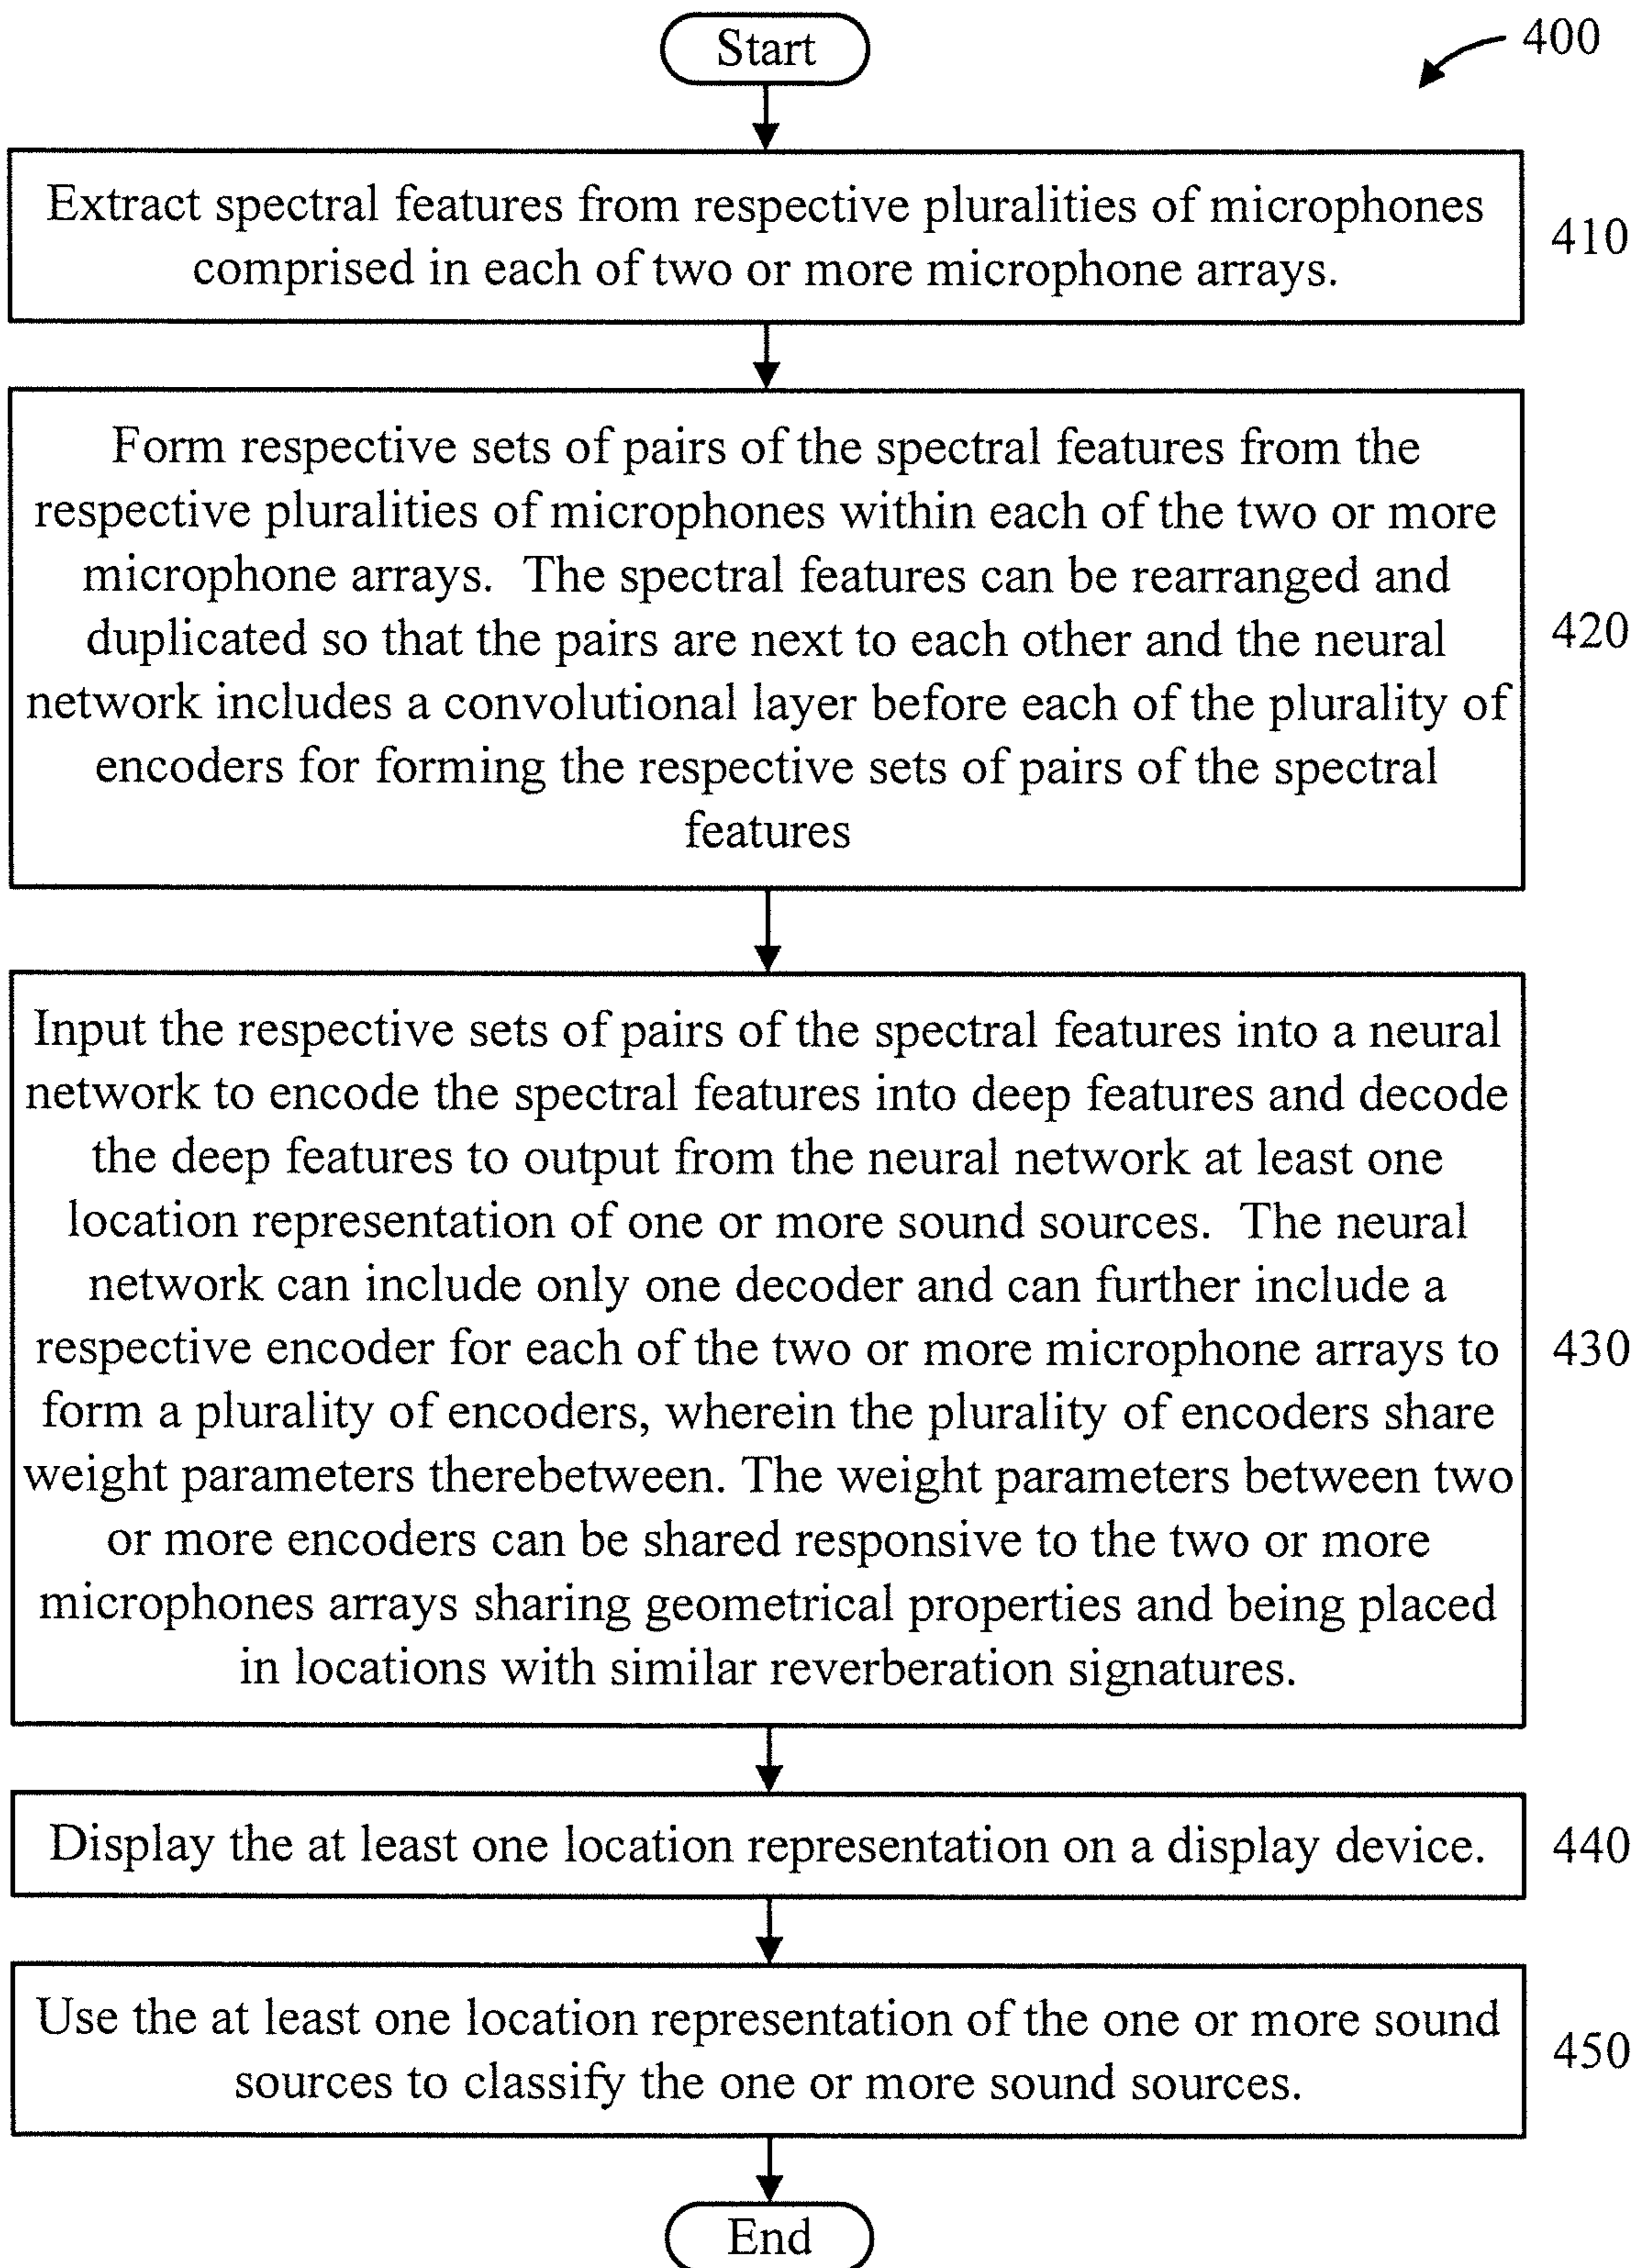 Start
400
Extract spectral features from respective pluralities of microphones
comprised in each of two or more microphone arrays.
410
Form respective sets of pairs of the spectral features from the
respective pluralities of microphones within each of the two or more
microphone arrays. The spectral features can be rearranged and
duplicated so that the pairs are next to each other and the neural
network includes a convolutional layer before each of the plurality of
encoders for forming the respective sets of pairs of the spectral
features
420
Input the respective sets of pairs of the spectral features into a neural
network to encode the spectral features into deep features and decode
the deep features to output from the neural network at least one
location representation of one or more sound sources. The neural
network can include only one decoder and can further include a
respective encoder for each of the two or more microphone arrays to
form a plurality of encoders, wherein the plurality of encoders share
weight parameters therebetween. The weight parameters between two
or more encoders can be shared responsive to the two or more
microphones arrays sharing geometrical properties and being placed
in locations with similar reverberation signatures.
430
Display the at least one location representation on a display device.
440
Use the at least one location representation of the one or more sound
sources to classify the one or more sound sources.
450
End